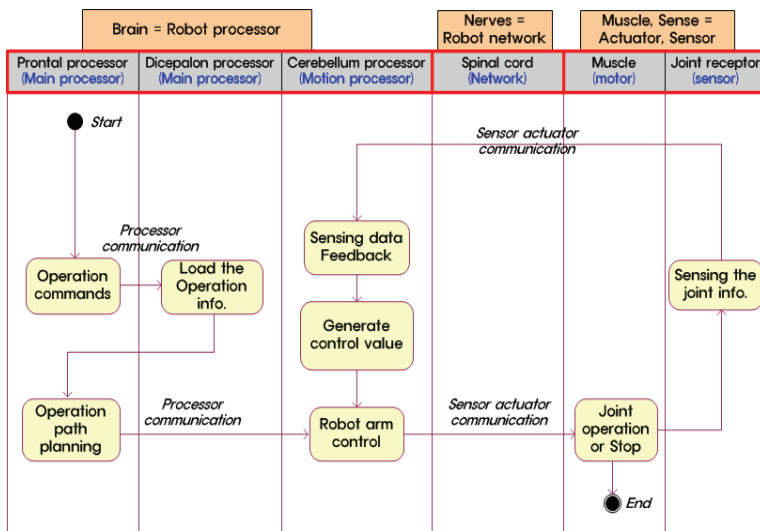 Brain = Robot processor
Nerves =
Robot network
Muscle, Sense =
Actuator, Sensor
Prontal processor
(Main processor)
Dicepalon processor
(Main processor)
Cerebellum processor
(Motion processor)
Spinal cord
(Network)
Muscle
(motor)
Joint receptor
(sensor)
Start
Sensor actuator
communication
Processor
communication
Operation
commands
Load the
Operation
info.
Sensing data
Feedback
Sensing the
joint info.
Generate
control value
Operation
path
planning
Processor
communication
Robot arm
control
Sensor actuator
communication
Joint
operation
or Stop
End